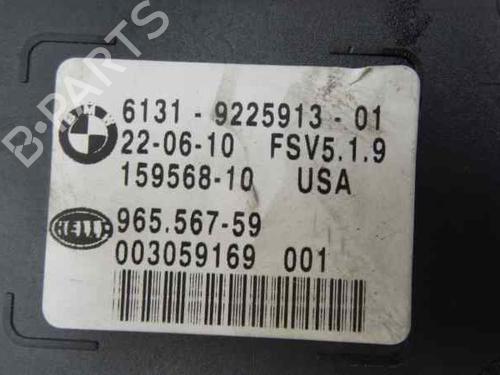 B-PARTS
BMW
6131 - 9225913 - 01
22-06-10 FSV5.1.9
159568-10 USA
HELLA
965.567-59
003059169 001